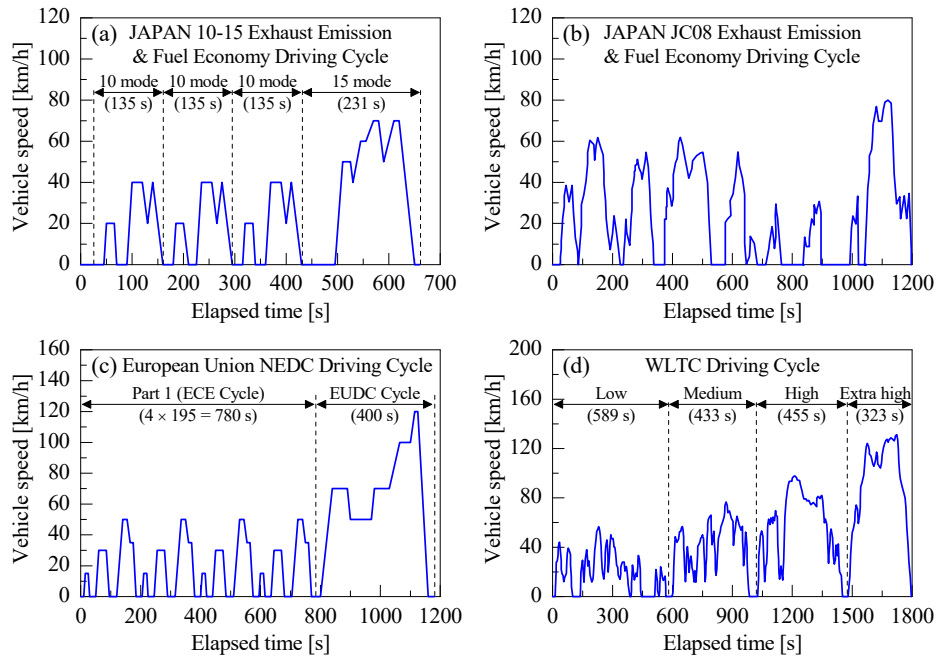 (a) JAPAN 10-15 Exhaust Emission
& Fuel Economy Driving Cycle
10 mode 10 mode 10 mode 15 mode
(135 s) (135 s) (135 s) (231 s)
Vehicle speed [km/h]
120
100
80
60
40
20
0
0 100 200 300 400 500 600 700
Elapsed time [s]
(b) JAPAN JC08 Exhaust Emission
& Fuel Economy Driving Cycle
Vehicle speed [km/h]
120
100
80
60
40
20
0
0 200 400 600 800 1000 1200
Elapsed time [s]
(c) European Union NEDC Driving Cycle
Part 1 (ECE Cycle) EUDC Cycle
(4 × 195 = 780 s) (400 s)
Vehicle speed [km/h]
160
140
120
100
80
60
40
20
0
0 200 400 600 800 1000 1200
Elapsed time [s]
(d) WLTC Driving Cycle
Low Medium High Extra high
(589 s) (433 s) (455 s) (323 s)
Vehicle speed [km/h]
200
160
120
80
40
0
0 300 600 900 1200 1500 1800
Elapsed time [s]